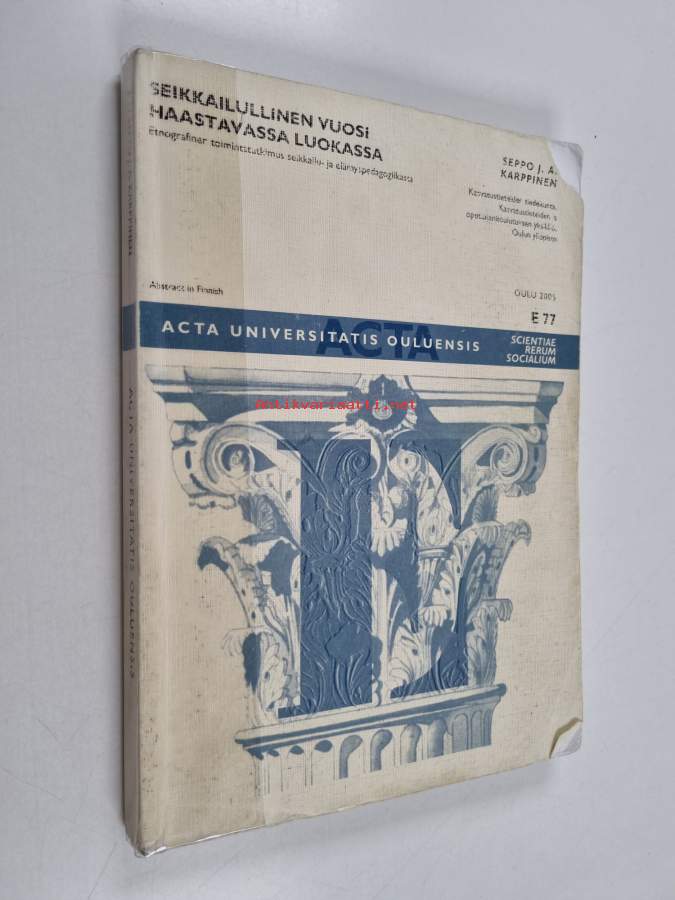 SEIKKAILULLINEN VUOSI
HAASTAVASSA LUOKASSA
Etnografinen toimintatutkimus seikkailu- ja elämyspedagogiikasta
SEPPO J. A.
KARPPINEN
Kasvatustieteiden tiedekunta,
Kasvatustieteiden ja
opettajankoulutuksen yksikkö,
Oulun yliopisto
Abstract in Finnish
OULU 2005
E 77
ACTA
ACTA UNIVERSITATIS OULUENSIS
SCIENTIAE
RERUM
SOCIALIUM
E
antikvariaatti.net
ACTA UNIVERSITATIS OULUENSIS